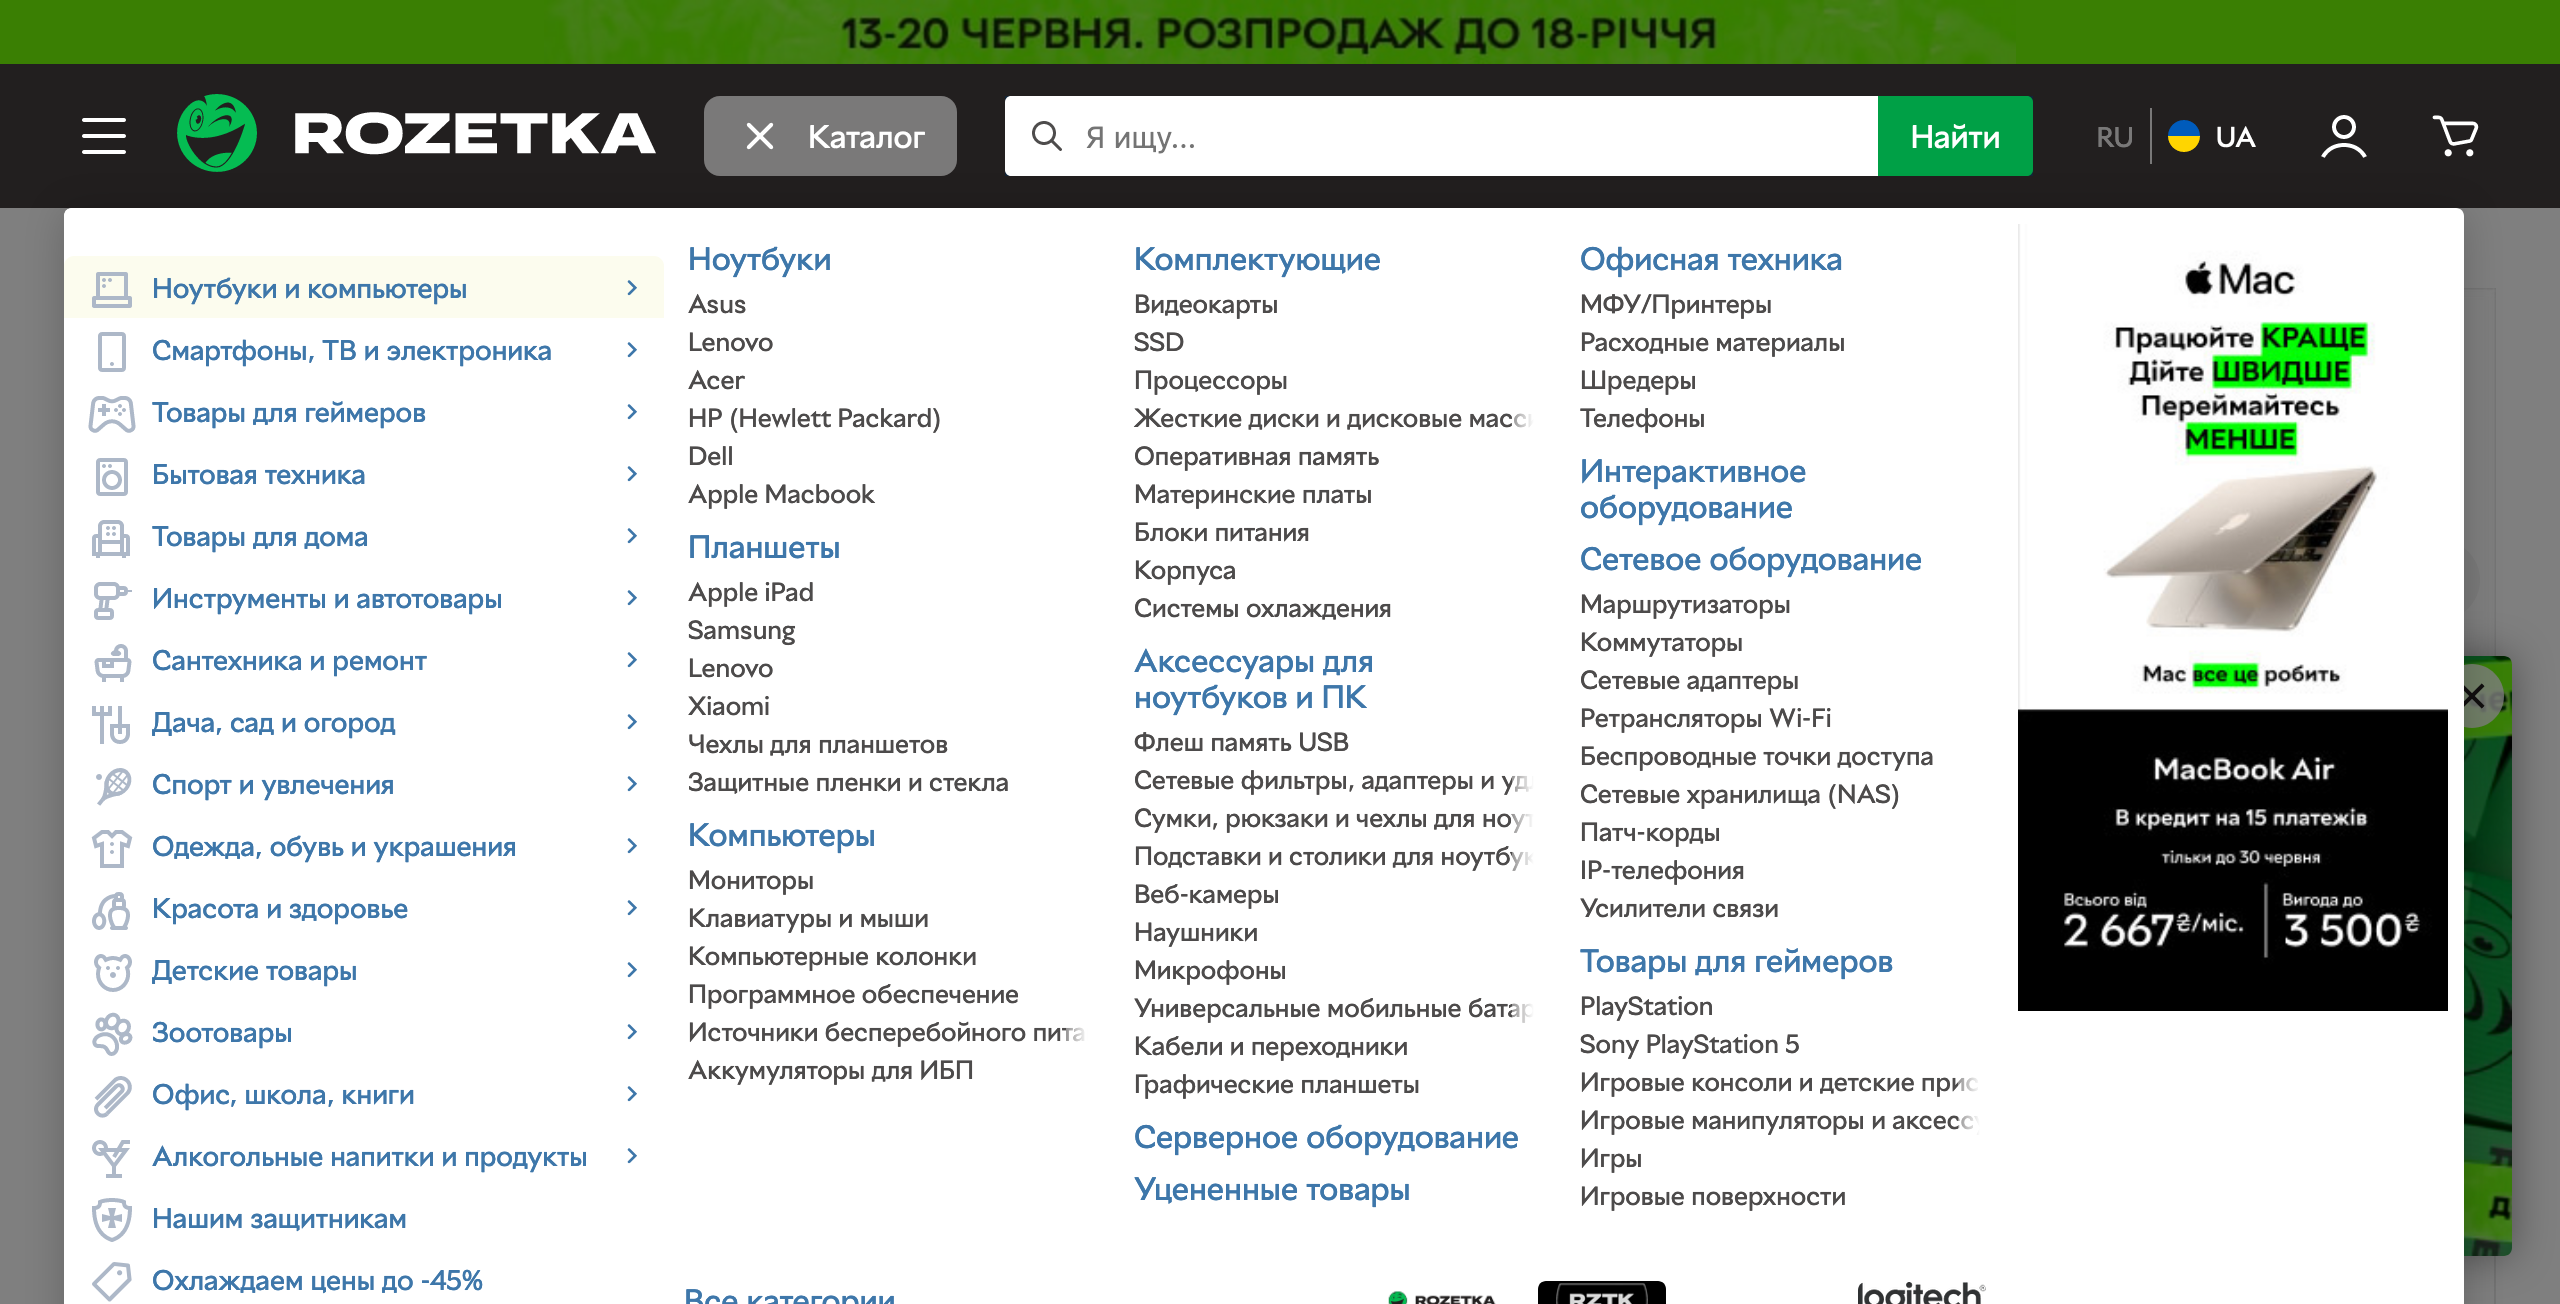 13-20 ЧЕРВНЯ. РОЗПРОДАЖ ДО 18-РІЧЧЯ
ROZETKA
Каталог
Я ищу...
Найти
RU
UA
Ноутбуки и компьютеры
Смартфоны, ТВ и электроника
Товары для геймеров
Бытовая техника
Товары для дома
Инструменты и автотовары
Сантехника и ремонт
Дача, сад и огород
Спорт и увлечения
Одежда, обувь и украшения
Красота и здоровье
Детские товары
Зоотовары
Офис, школа, книги
Алкогольные напитки и продукты
Нашим защитникам
Охлаждаем цены до -45%
Ноутбуки
Asus
Lenovo
Acer
HP (Hewlett Packard)
Dell
Apple Macbook
Планшеты
Apple iPad
Samsung
Lenovo
Xiaomi
Чехлы для планшетов
Защитные пленки и стекла
Компьютеры
Мониторы
Клавиатуры и мыши
Компьютерные колонки
Программное обеспечение
Источники бесперебойного пита
Аккумуляторы для ИБП
Комплектующие
Видеокарты
SSD
Процессоры
Жесткие диски и дисковые масс
Оперативная память
Материнские платы
Блоки питания
Корпуса
Системы охлаждения
Аксессуары для
ноутбуков и ПК
Флеш память USB
Сетевые фильтры, адаптеры и уд
Сумки, рюкзаки и чехлы для ноут
Подставки и столики для ноутбук
Веб-камеры
Наушники
Микрофоны
Универсальные мобильные батар
Кабели и переходники
Графические планшеты
Серверное оборудование
Уцененные товары
Офисная техника
МФУ/Принтеры
Расходные материалы
Шредеры
Телефоны
Интерактивное
оборудование
Сетевое оборудование
Маршрутизаторы
Коммутаторы
Сетевые адаптеры
Ретрансляторы Wi-Fi
Беспроводные точки доступа
Сетевые хранилища (NAS)
Патч-корды
IP-телефония
Усилители связи
Товары для геймеров
PlayStation
Sony PlayStation 5
Игровые консоли и детские прис
Игровые манипуляторы и аксесс
Игры
Игровые поверхности
Mac
Працюйте КРАЩЕ
Дійте ШВИДШЕ
Переймайтесь
МЕНШЕ
Mac все це робить
MacBook Air
В кредит на 15 платежів
тільки до 30 червня
Всього від
2 667₴/міс.
Вигода до
3 500₴
Все категории
ROZETKA
RZTK
logitech